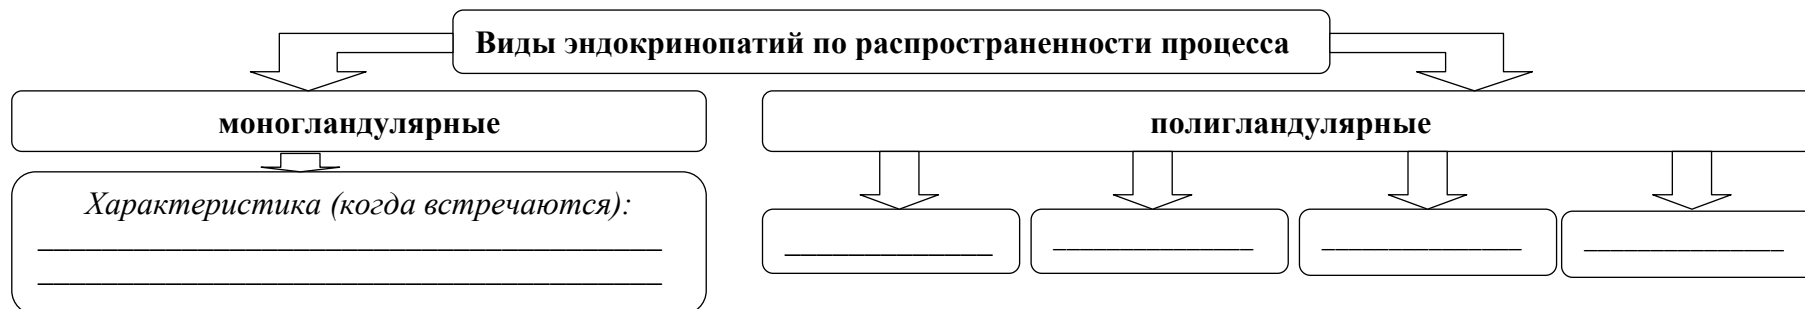 Виды эндокринопатий по распространенности процесса
моногландулярные
полигландулярные
Характеристика (когда встречаются):